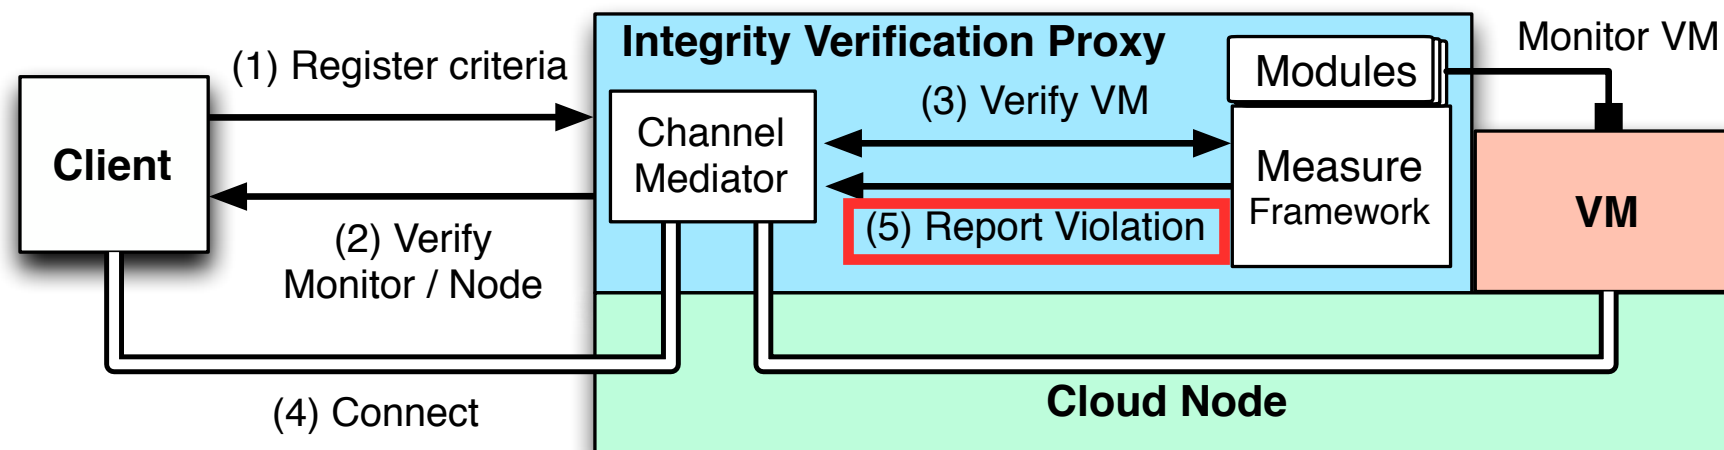 Integrity Verification Proxy
Monitor VM
(1) Register criteria
Modules
(3) Verify VM
Channel
Mediator
Client
Measure
Framework
VM
(5) Report Violation
(2) Verify
Monitor / Node
(4) Connect
Cloud Node